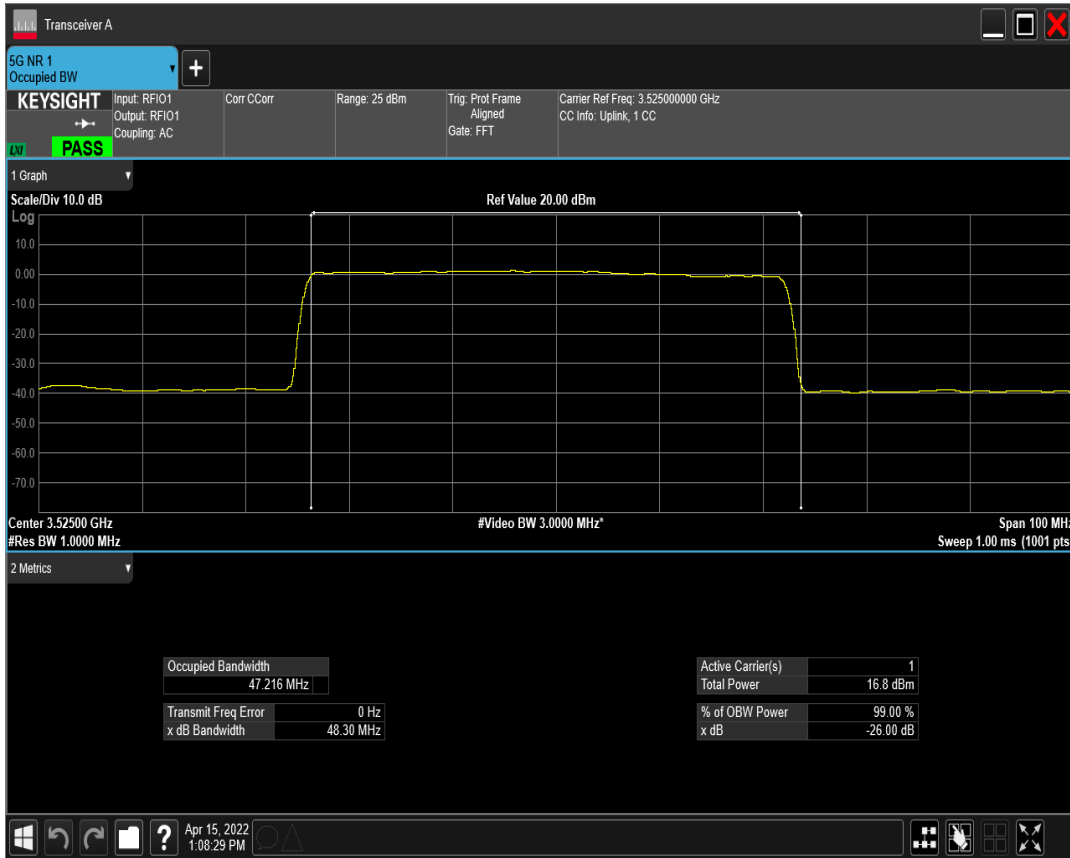 Transceiver A
5G NR 1
Occupied BW
KEYSIGHT
LXI
PASS
Input: RFIO1
Output: RFIO1
Coupling: AC
Corr CCorr
Range: 25 dBm
Trig: Prot Frame
Aligned
Gate: FFT
Carrier Ref Freq: 3.525000000 GHz
CC Info: Uplink, 1 CC
1 Graph
Scale/Div 10.0 dB
Ref Value 20.00 dBm
Log
10.0
0.00
-10.0
-20.0
-30.0
-40.0
-50.0
-60.0
-70.0
Center 3.52500 GHz
#Video BW 3.0000 MHz*
Span 100 MHz
#Res BW 1.0000 MHz
Sweep 1.00 ms (1001 pts
2 Metrics
Occupied Bandwidth
47.216 MHz
Transmit Freq Error 0 Hz
x dB Bandwidth 48.30 MHz
Active Carrier(s) 1
Total Power 16.8 dBm
% of OBW Power 99.00 %
x dB -26.00 dB
?
Apr 15, 2022
1:08:29 PM